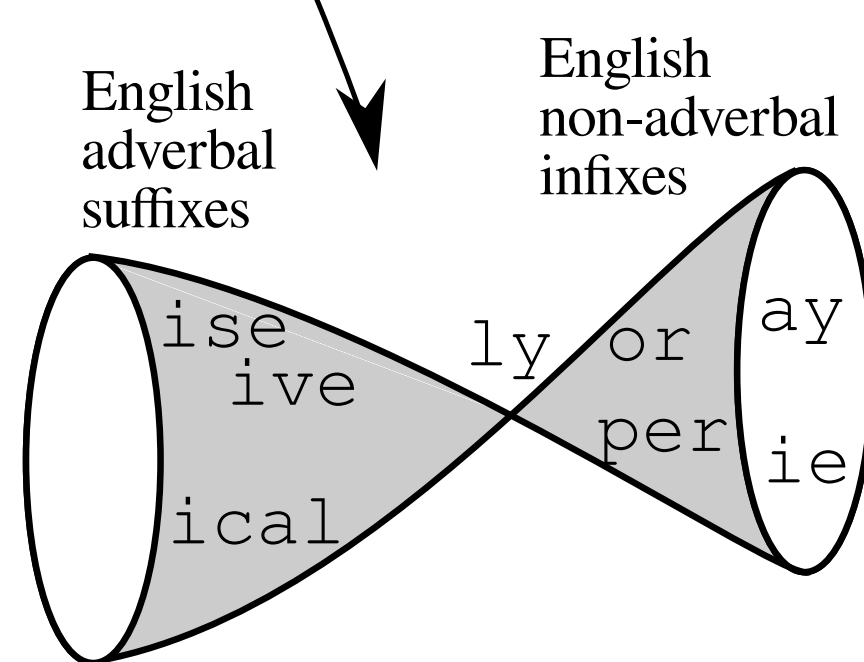 English
adverbal
suffixes
English
non-adverbal
infixes
ise
ive
ical
ly
or
per
ay
ie